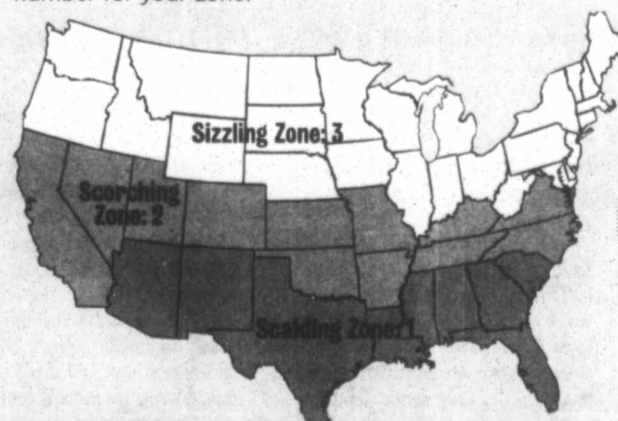 number for your zone.
Sizzling Zone: 3
Scorching
Zone: 2
Scalding Zone: 1